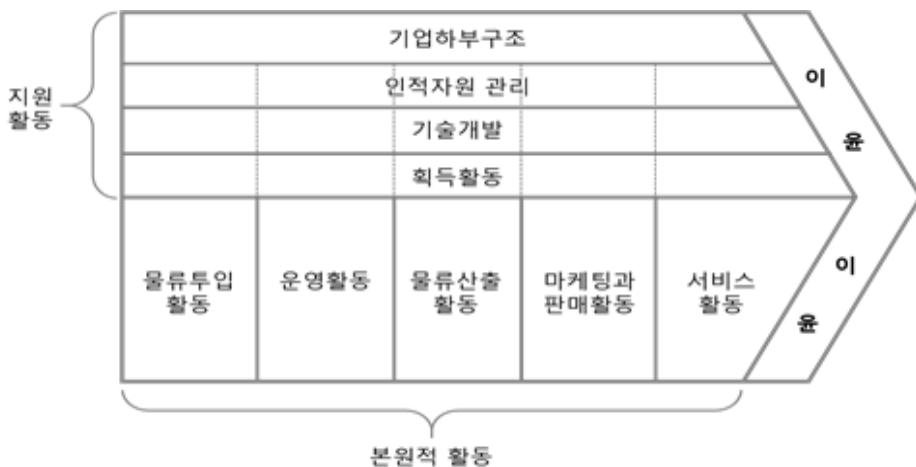 기업하부구조
인적자원 관리
기술개발
획득활동
지원
활동
물류투입
활동
운영활동
물류산출
활동
마케팅과
판매활동
서비스
활동
이
윤
이
윤
본원적 활동